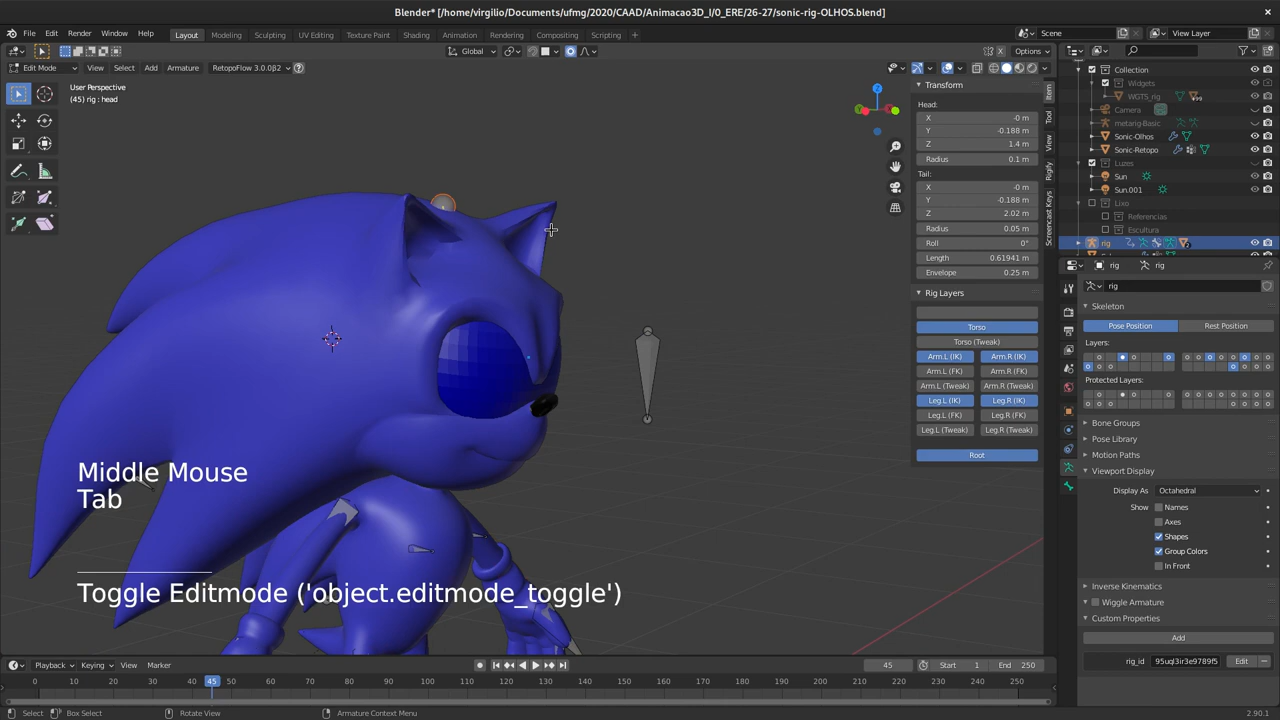 Blender* [/home/virgilio/Documents/ufmg/2020/CAAD/Animacao3D_I/0_ERE/26-27/sonic-rig-OLHOS.blend]
File Edit Render Window Help Layout Modeling Sculpting UV Editing Texture Paint Shading Animation Rendering Compositing Scripting + Scene View Layer
Global Options
Edit Mode View Select Add Armature RetopoFlow 3.0.0β2
User Perspective
(45) rig : head
Z
Middle Mouse
Tab
Toggle Editmode ('object.editmode_toggle')
Transform
Head:
X -0 m
Y -0.188 m
Z 1.4 m
Radius 0.1 m
Tail:
X -0 m
Y -0.188 m
Z 2.02 m
Radius 0.05 m
Roll 0°
Length 0.61941 m
Envelope 0.25 m
Rig Layers
Torso
Torso (Tweak)
Arm.L (IK) Arm.R (IK)
Arm.L (FK) Arm.R (FK)
Arm.L (Tweak) Arm.R (Tweak)
Leg.L (IK) Leg.R (IK)
Leg.L (FK) Leg.R (FK)
Leg.L (Tweak) Leg.R (Tweak)
Root
Item
Tool
View
Rigify
Screencast Keys
Collection
Widgets
WGTS_rig
Camera
metarig-Basic
Sonic-Olhos
Sonic-Retopo
Luzes
Sun
Sun.001
Lixo
Referencias
Escultura
rig
rig rig
rig
Skeleton
Pose Position Rest Position
Layers:
Protected Layers:
Bone Groups
Pose Library
Motion Paths
Viewport Display
Display As Octahedral
Show Names
Axes
Shapes
Group Colors
In Front
Inverse Kinematics
Wiggle Armature
Custom Properties
Add
rig_id 95uql3ir3e9789f5 Edit
Playback Keying View Marker 45 Start 1 End 250
0 10 20 30 40 45 50 60 70 80 90 100 110 120 130 140 150 160 170 180 190 200 210 220 230 240 250
Select Box Select Rotate View Armature Context Menu 2.90.1